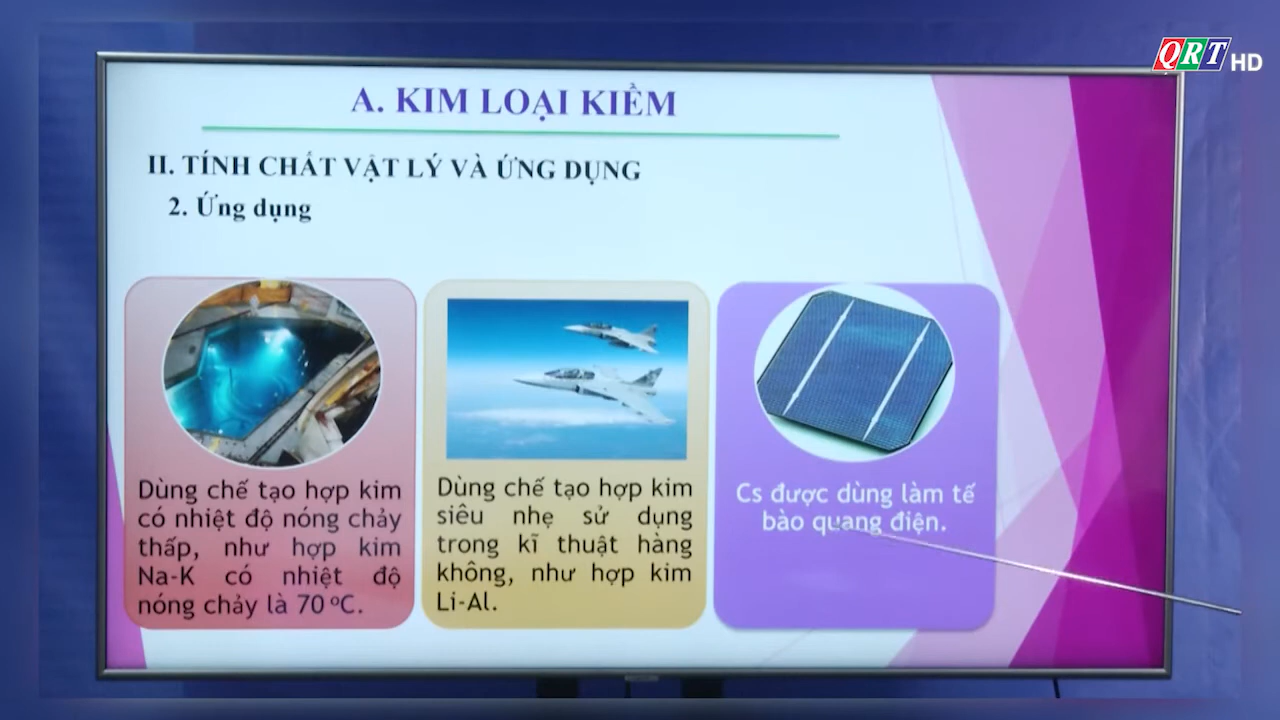 QRT HD
A. KIM LOẠI KIỀM
II. TÍNH CHẤT VẬT LÝ VÀ ỨNG DỤNG
2. Ứng dụng
Dùng chế tạo hợp kim
có nhiệt độ nóng chảy
thấp, như hợp kim
Na-K có nhiệt độ
nóng chảy là 70 ºC.
Dùng chế tạo hợp kim
siêu nhẹ sử dụng
trong kĩ thuật hàng
không, như hợp kim
Li-Al.
Cs được dùng làm tế
bào quang điện.